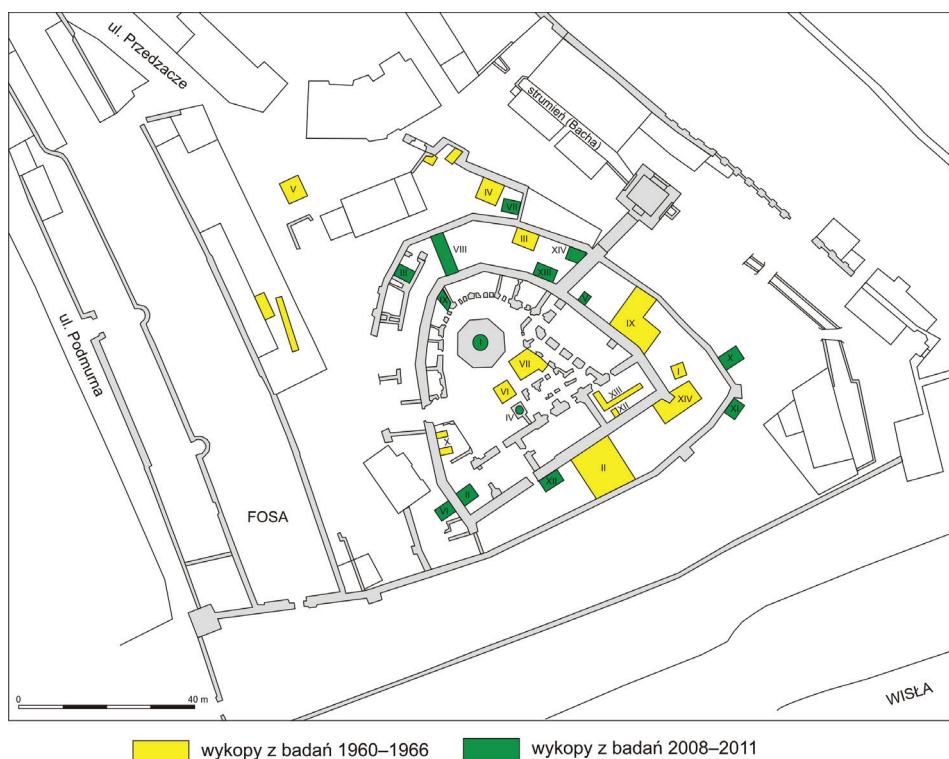 ul. Przedzacze
strumień (Bacha)
V
IV
VII
III
XIV
VIII
XIII
III
IX
V
IX
I
VII
X
I
VI
XIII
XIV
XII
IV
XI
X
II
XII
II
VI
ul. Podmurna
FOSA
0
40 m
WISŁA
wykopy z badań 1960–1966
wykopy z badań 2008–2011